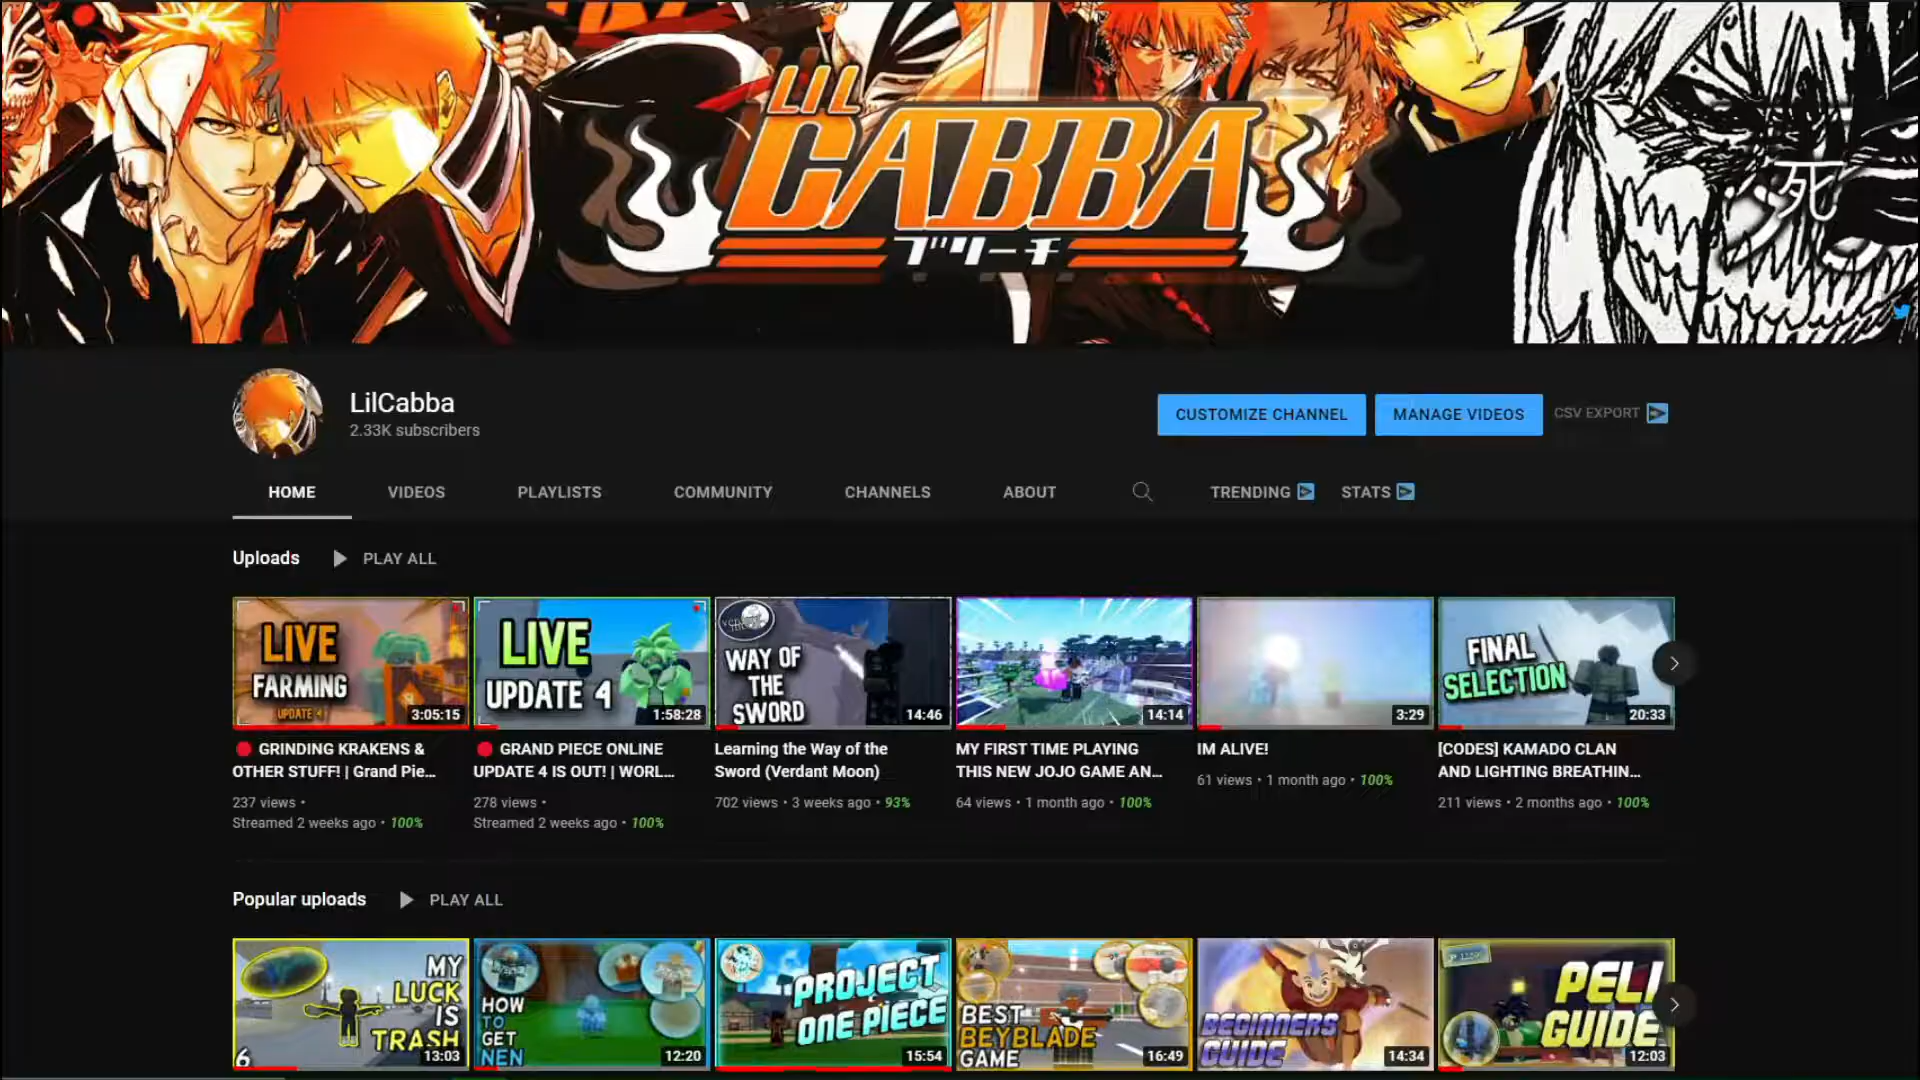 LIL
CABBA
ブリーチ
死
LilCabba
2.33K subscribers
CUSTOMIZE CHANNEL
MANAGE VIDEOS
CSV EXPORT
HOME
VIDEOS
PLAYLISTS
COMMUNITY
CHANNELS
ABOUT
TRENDING
STATS
Uploads
PLAY ALL
LIVE
FARMING
UPDATE 4
3:05:15
LIVE
UPDATE 4
1:58:28
WAY OF
THE
SWORD
14:46
14:14
3:29
FINAL
SELECTION
20:33
GRINDING KRAKENS &
OTHER STUFF! | Grand Pie...
237 views •
Streamed 2 weeks ago • 100%
GRAND PIECE ONLINE
UPDATE 4 IS OUT! | WORL...
278 views •
Streamed 2 weeks ago • 100%
Learning the Way of the
Sword (Verdant Moon)
702 views • 3 weeks ago • 93%
MY FIRST TIME PLAYING
THIS NEW JOJO GAME AN...
64 views • 1 month ago • 100%
IM ALIVE!
61 views • 1 month ago • 100%
[CODES] KAMADO CLAN
AND LIGHTING BREATHIN...
211 views • 2 months ago • 100%
Popular uploads
PLAY ALL
MY
LUCK
IS
TRASH
6
13:03
HOW
TO
GET
NEN
12:20
PROJECT
ONE PIECE
15:54
BEST
BEYBLADE
GAME
16:49
BEGINNERS
GUIDE
14:34
PELI
GUIDE
12:03